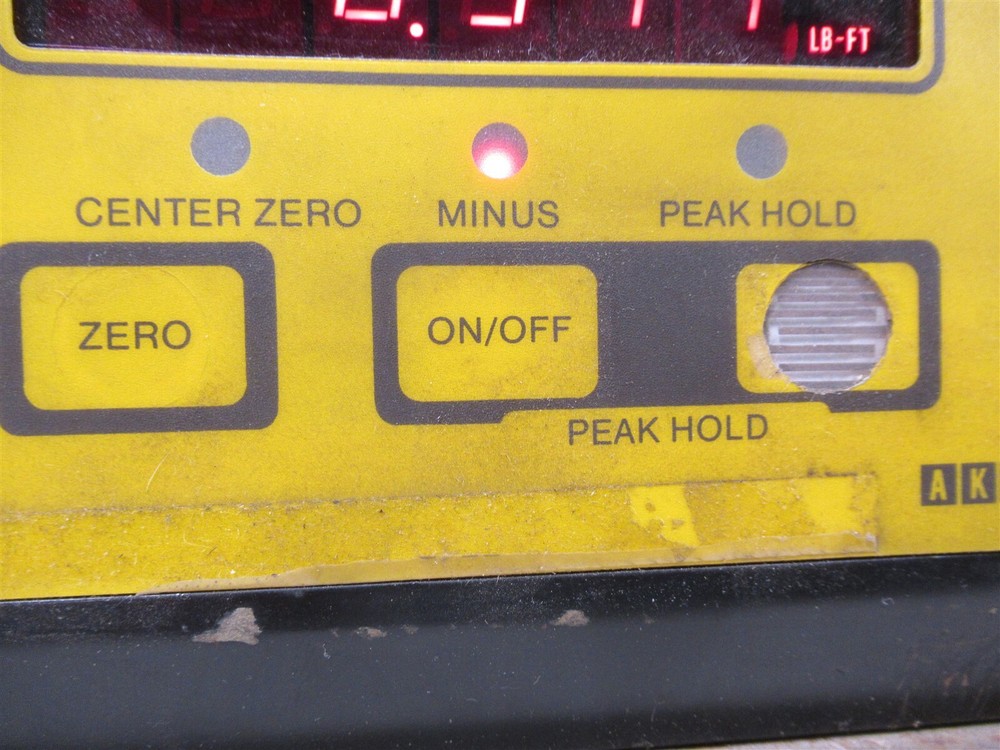 LB-FT
CENTER ZERO MINUS PEAK HOLD
ZERO ON/OFF
PEAK HOLD
AK